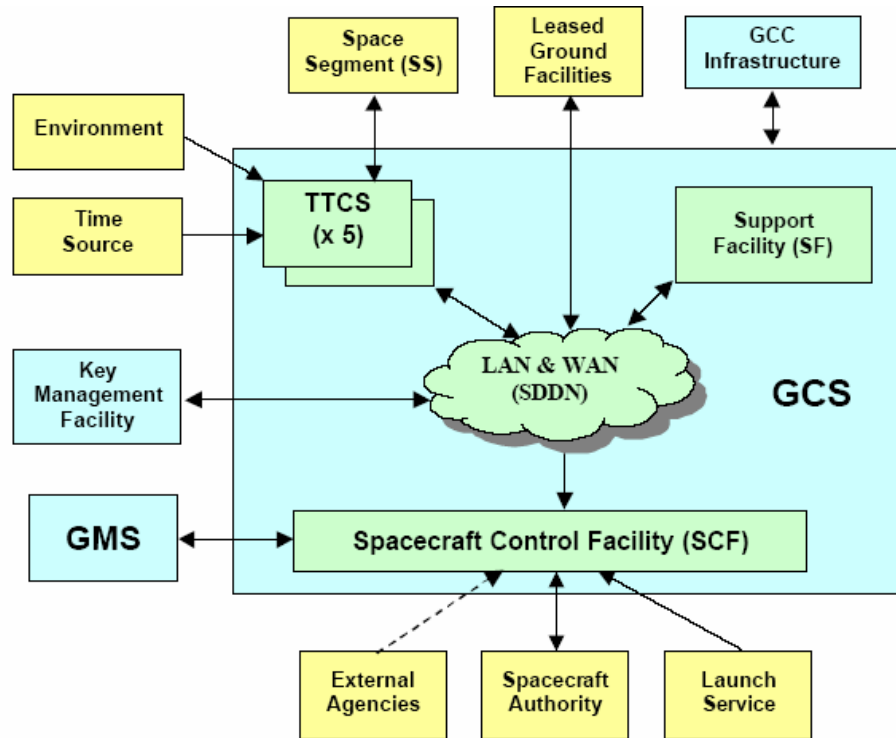 Space
Segment (SS)
Leased
Ground
Facilities
GCC
Infrastructure
Environment
TTCS
(x 5)
Time
Source
Support
Facility (SF)
LAN & WAN
(SDDN)
Key
Management
Facility
GCS
GMS
Spacecraft Control Facility (SCF)
External
Agencies
Spacecraft
Authority
Launch
Service